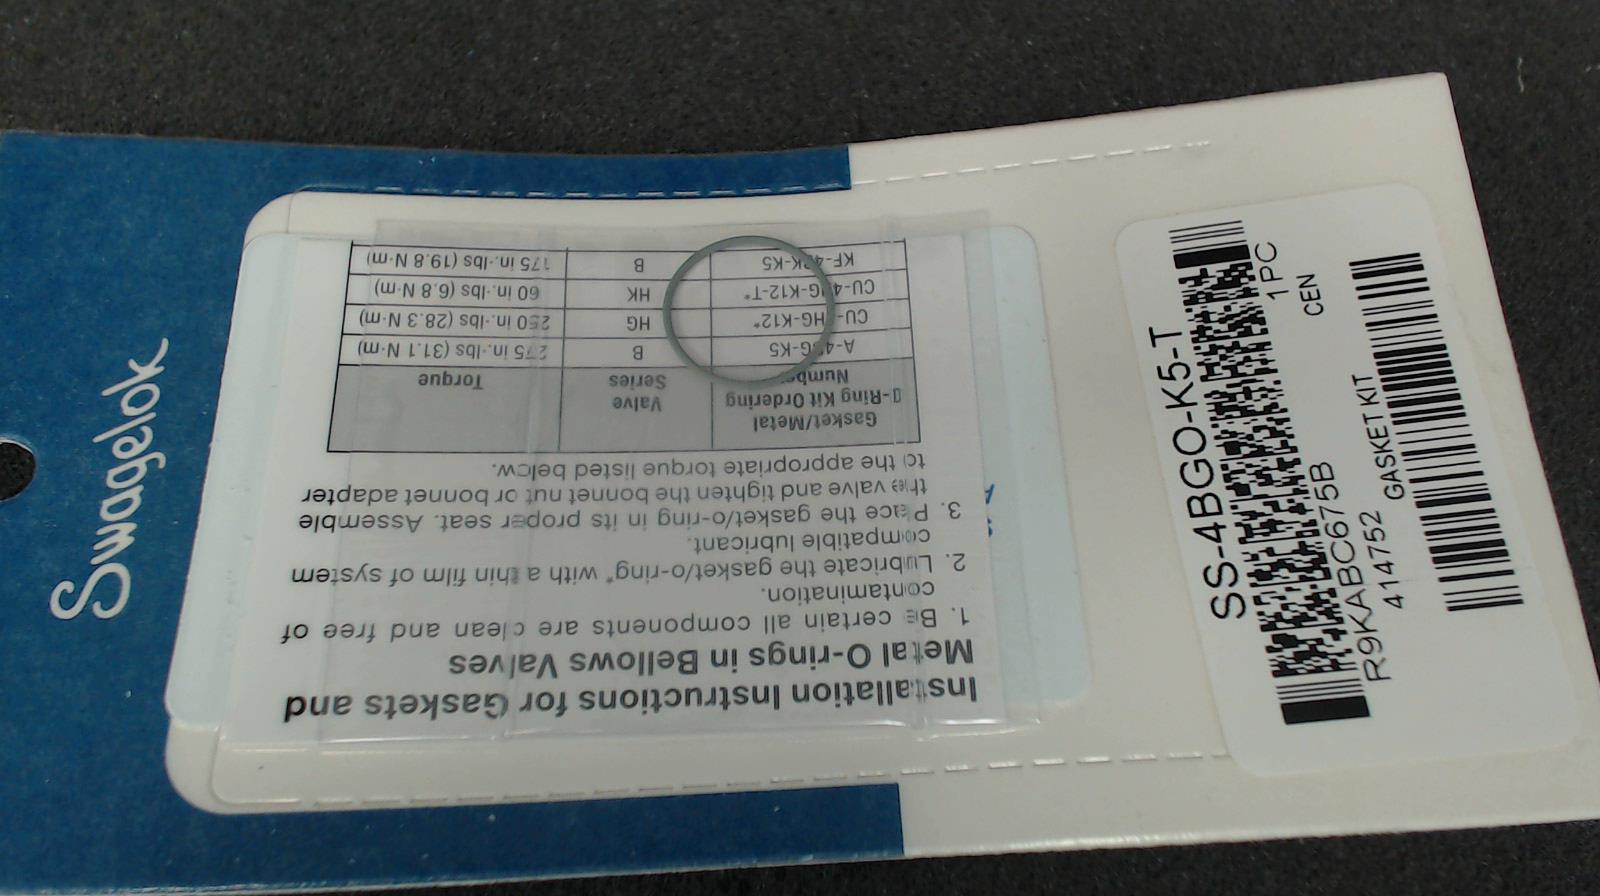 Swagelok
Installation Instructions for Gaskets and
Metal O-rings in Bellows Valves
1. Be certain all components are clean and free of
contamination.
2. Lubricate the gasket/o-ring* with a thin film of system
compatible lubricant.
3. Place the gasket/o-ring in its proper seat. Assemble
the valve and tighten the bonnet nut or bonnet adapter
to the appropriate torque listed below.
Gasket/Metal
O-Ring Kit Ordering
Number
Valve
Series
Torque
A-4BG-K5 B 275 in.-lbs (31.1 N·m)
HG-K12* HG 250 in.-lbs (28.3 N·m)
HK 60 in.-lbs (6.8 N·m)
B 175 in.-lbs (19.8 N·m)
SS-4BGO-K5-T
1 PC
CEN
R9KABC675B
414752 GASKET KIT